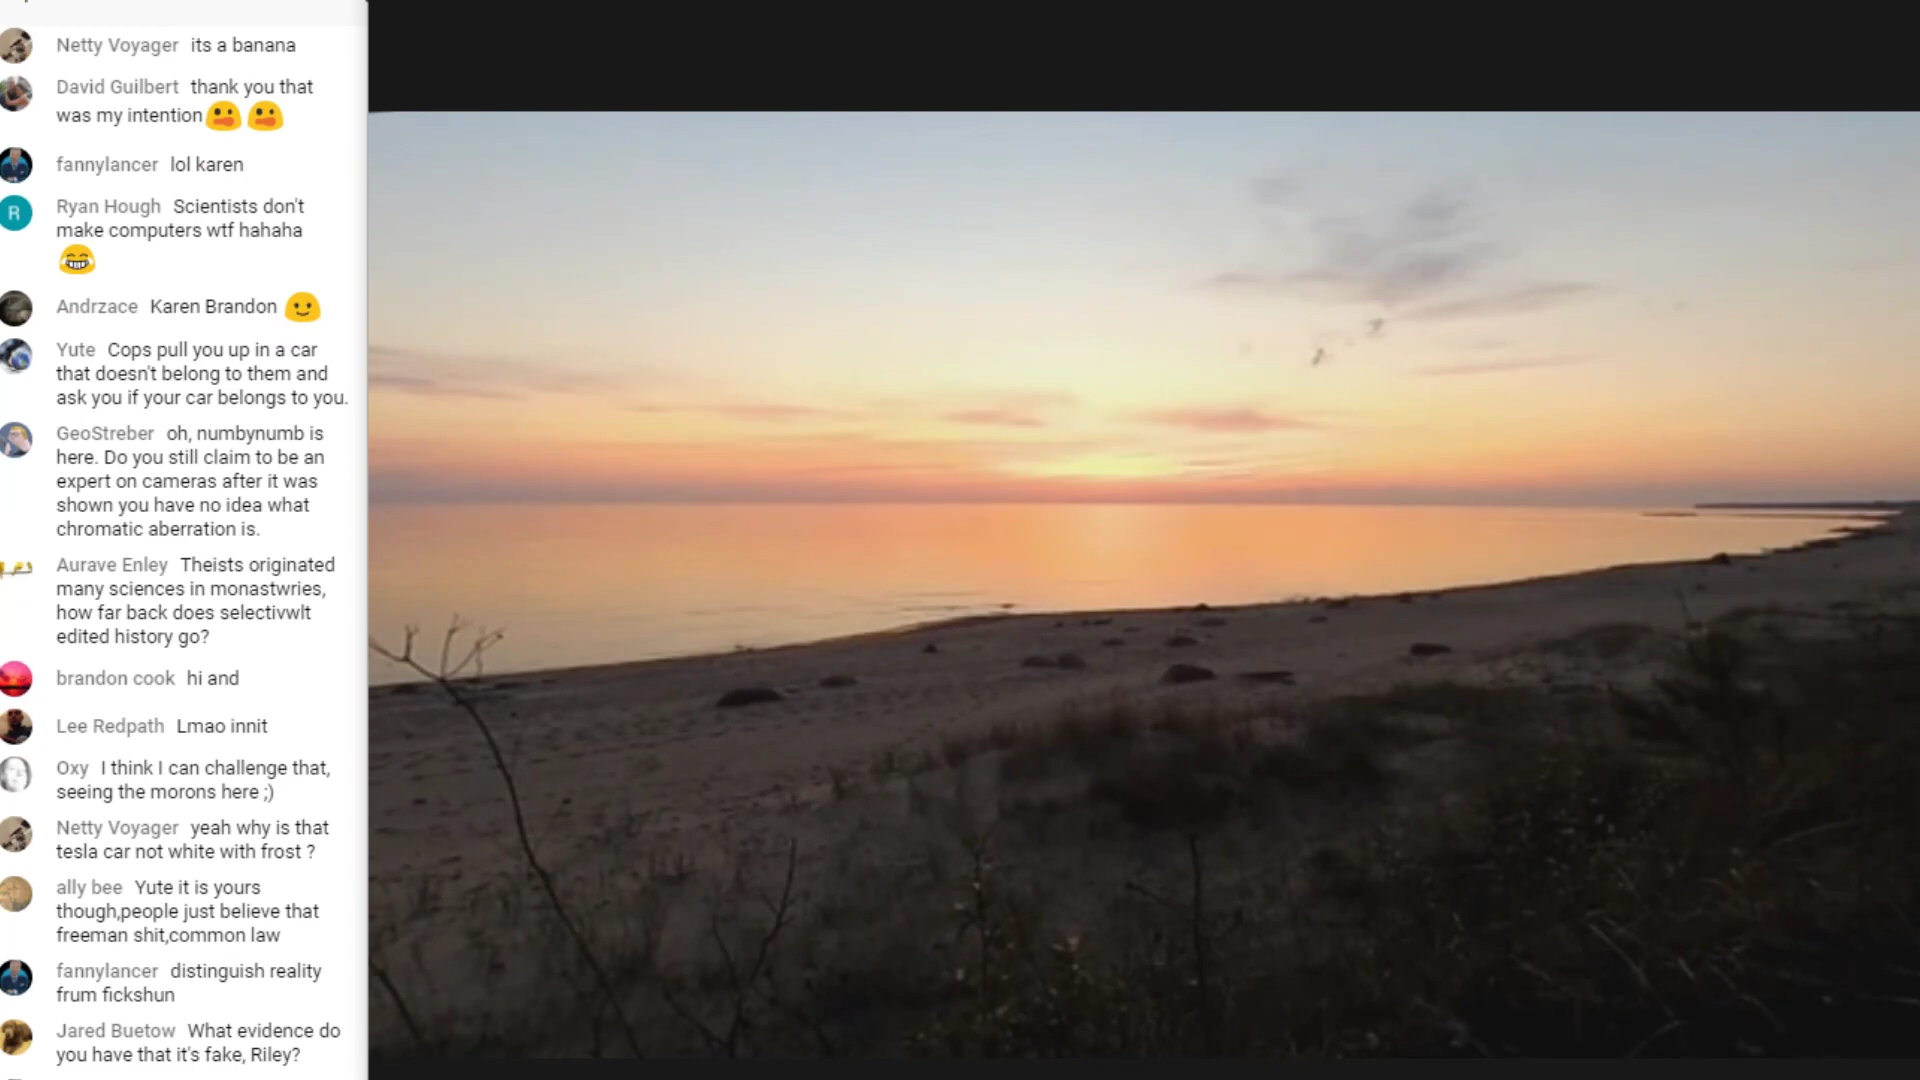 Netty Voyager its a banana
David Guilbert thank you that
was my intention
fannylancer lol karen
R
Ryan Hough Scientists don't
make computers wtf hahaha
Andrzace Karen Brandon
Yute Cops pull you up in a car
that doesn't belong to them and
ask you if your car belongs to you.
GeoStreber oh, numbynumb is
here. Do you still claim to be an
expert on cameras after it was
shown you have no idea what
chromatic aberration is.
Aurave Enley Theists originated
many sciences in monastwries,
how far back does selectivwlt
edited history go?
brandon cook hi and
Lee Redpath Lmao innit
Oxy I think I can challenge that,
seeing the morons here ;)
Netty Voyager yeah why is that
tesla car not white with frost ?
ally bee Yute it is yours
though,people just believe that
freeman shit,common law
fannylancer distinguish reality
frum fickshun
Jared Buetow What evidence do
you have that it's fake, Riley?